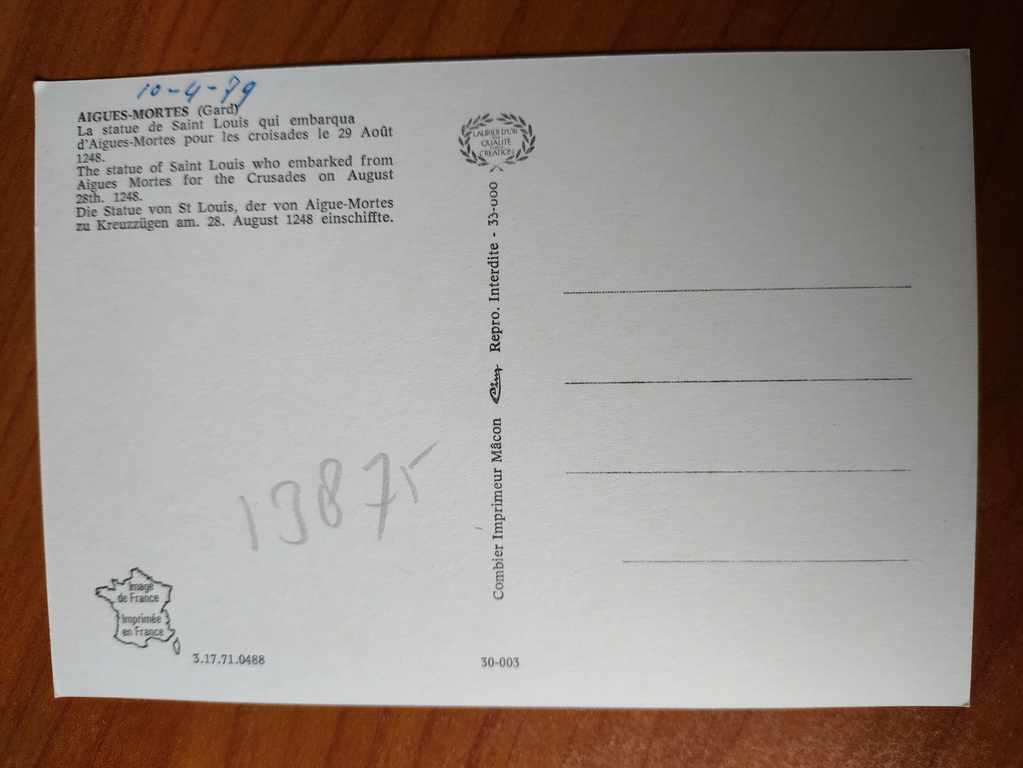 10-4-79
AIGUES-MORTES (Gard)
La statue de Saint Louis qui embarqua
d'Aigues-Mortes pour les croisades le 29 Août
1248.
The statue of Saint Louis who embarked from
Aigues Mortes for the Crusades on August
28th. 1248.
Die Statue von St Louis, der von Aigue-Mortes
zu Kreuzzügen am. 28. August 1248 einschiffte.
13875
Image
de France
Imprimée
en France
3.17.71.0488
LAURIER D'OR
QUALITÉ
CRÉATION
Combier Imprimeur Mâcon Cim Repro. Interdite - 33-000
30-003